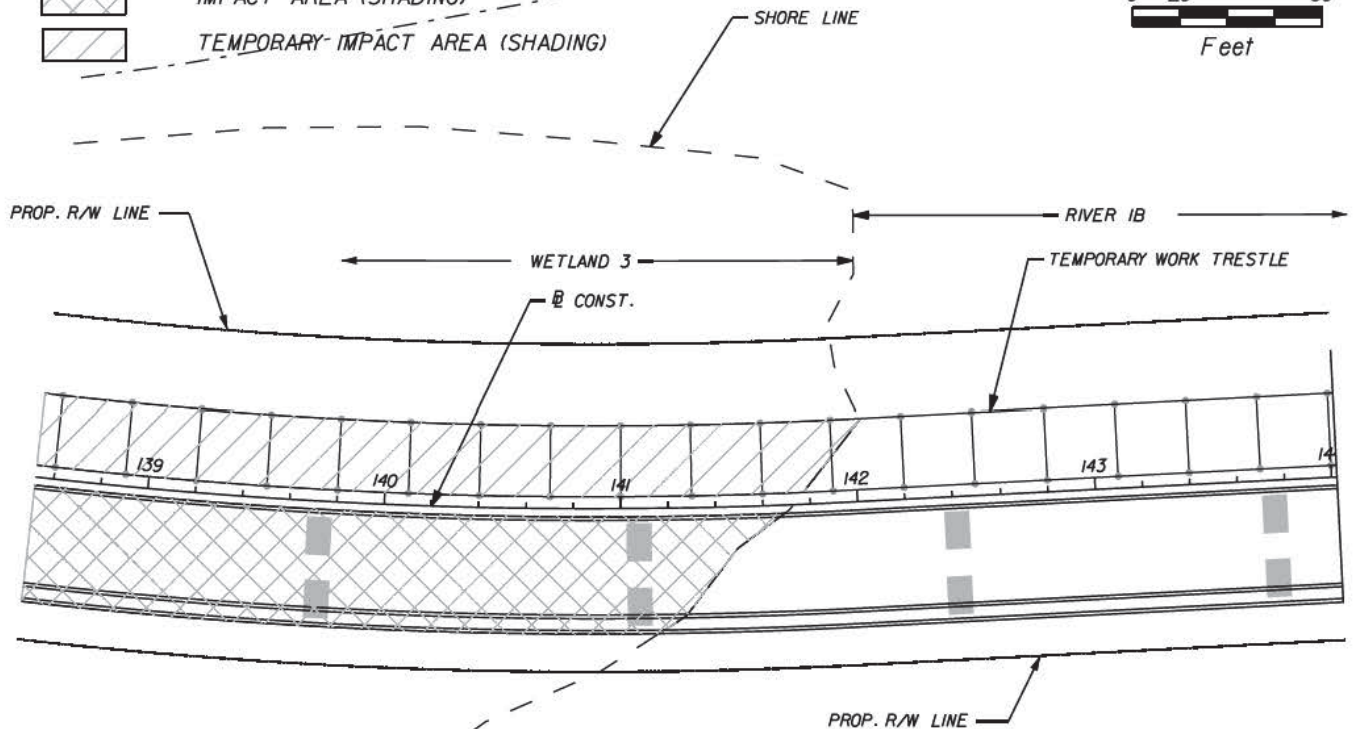 IMPACT AREA (SHADING)
TEMPORARY IMPACT AREA (SHADING)
SHORE LINE
Feet
PROP. R/W LINE
RIVER 1B
WETLAND 3
TEMPORARY WORK TRESTLE
CONST.
139
140
141
142
143
PROP. R/W LINE